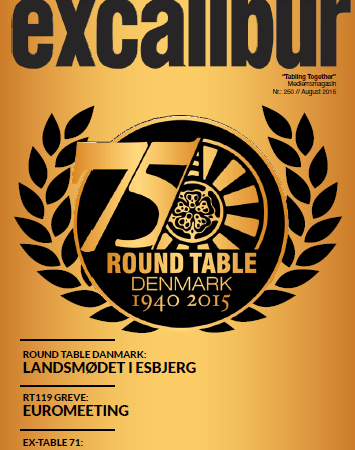 excalibur
"Tabling Together"
Medlemsmagasin
Nr.: 250 // August 2015
75
ROUND TABLE
DENMARK
1940 2015
ROUND TABLE DANMARK:
LANDSMØDET I ESBJERG
RT119 GREVE:
EUROMEETING
EX-TABLE 71: